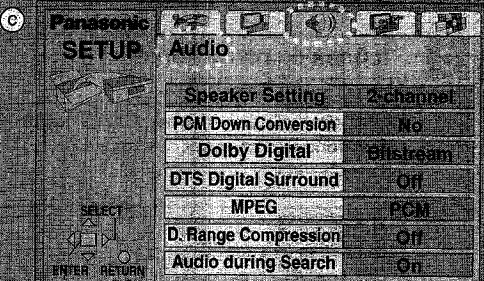 C
Panasonic
SETUP
Audio
Speaker Setting 2-channel
PCM Down Conversion No
Dolby Digital Bitstream
DTS Digital Surround Off
MPEG PCM
D. Range Compression Off
Audio during Search On
SELECT
ENTER RETURN